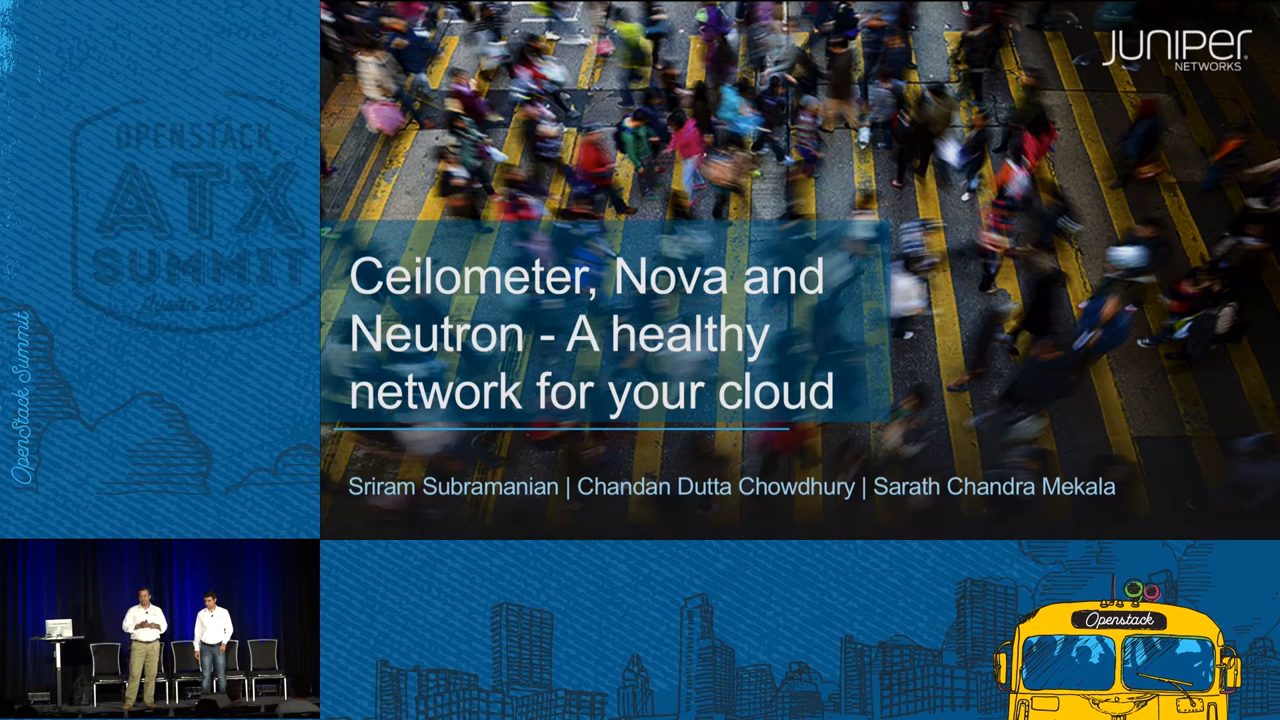 OPENSTACK
ATX
SUMMIT
Austin 2016
OpenStack Summit
JUNIPER
NETWORKS
Ceilometer, Nova and
Neutron - A healthy
network for your cloud
Sriram Subramanian | Chandan Dutta Chowdhury | Sarath Chandra Mekala
Openstack